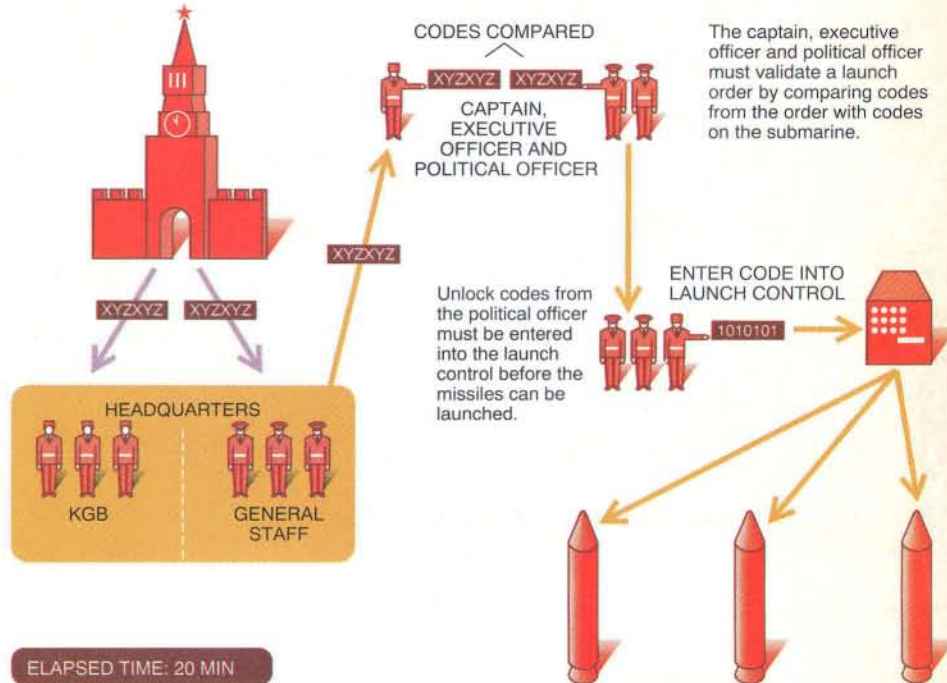 CODES COMPARED
XYZXYZ XYZXYZ
CAPTAIN,
EXECUTIVE
OFFICER AND
POLITICAL OFFICER
The captain, executive
officer and political officer
must validate a launch
order by comparing codes
from the order with codes
on the submarine.
III
XYZXYZ XYZXYZ
XYZXYZ
Unlock codes from
the political officer
must be entered
into the launch
control before the
missiles can be
launched.
ENTER CODE INTO
LAUNCH CONTROL
1010101
HEADQUARTERS
KGB
GENERAL
STAFF
ELAPSED TIME: 20 MIN